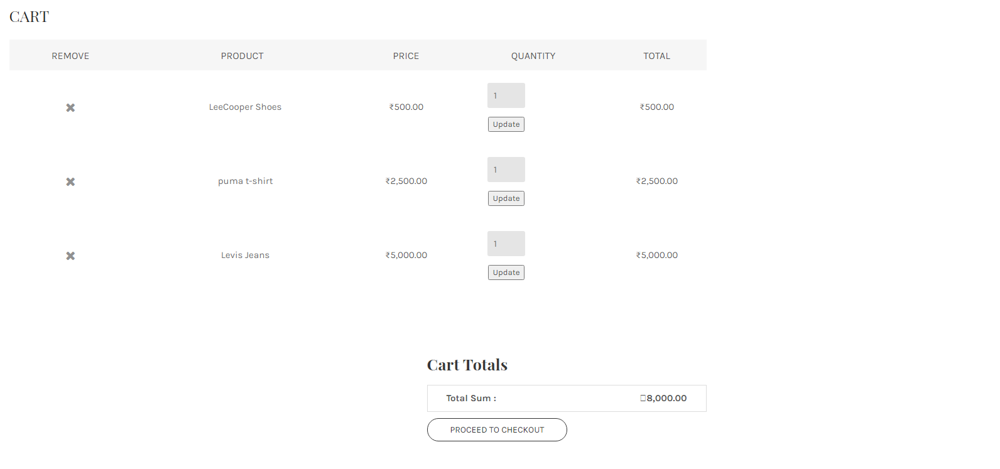 CART
REMOVE PRODUCT PRICE QUANTITY TOTAL
LeeCooper Shoes ₹500.00 1 ₹500.00
Update
puma t-shirt ₹2,500.00 1 ₹2,500.00
Update
Levis Jeans ₹5,000.00 1 ₹5,000.00
Update
Cart Totals
Total Sum : 8,000.00
PROCEED TO CHECKOUT